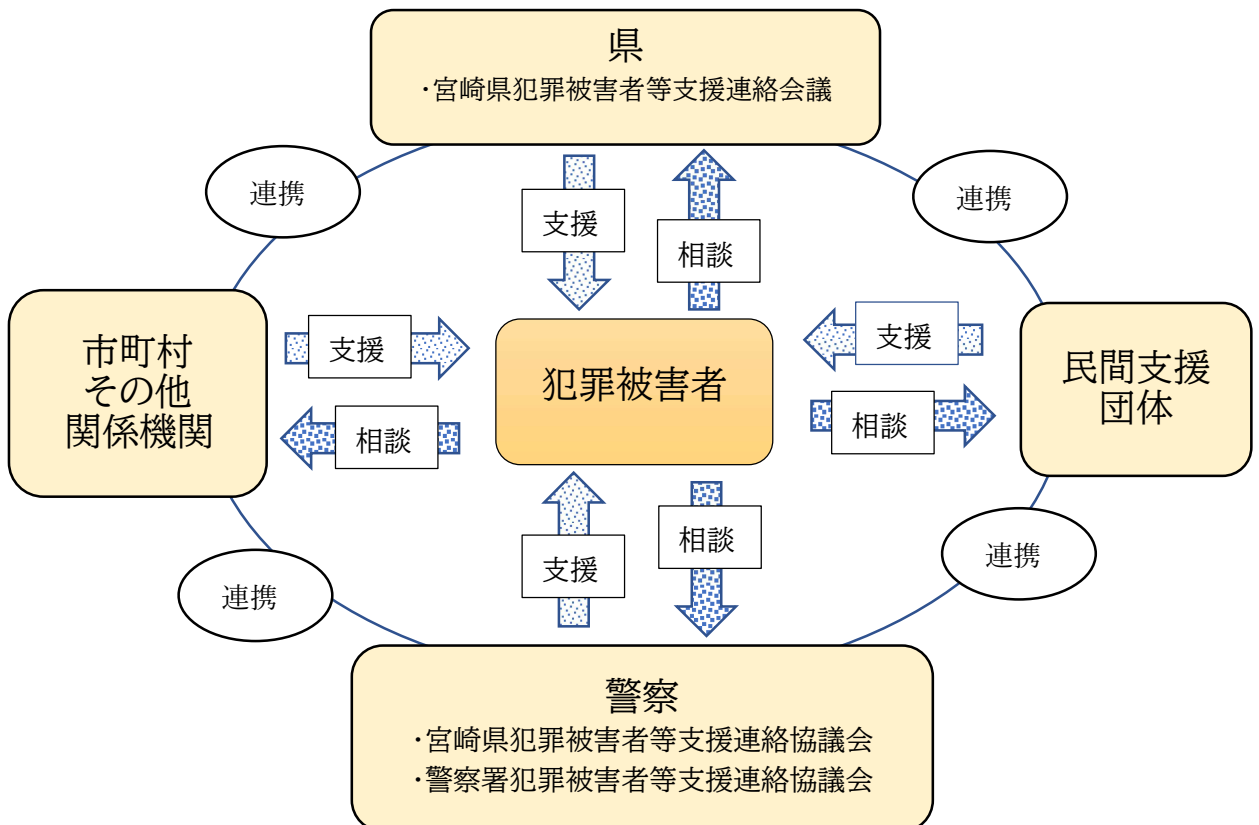 県
・宮崎県犯罪被害者等支援連絡会議
連携
連携
支援
相談
市町村
その他
関係機関
支援
相談
犯罪被害者
支援
相談
民間支援
団体
支援
相談
連携
連携
警察
・宮崎県犯罪被害者等支援連絡協議会
・警察署犯罪被害者等支援連絡協議会